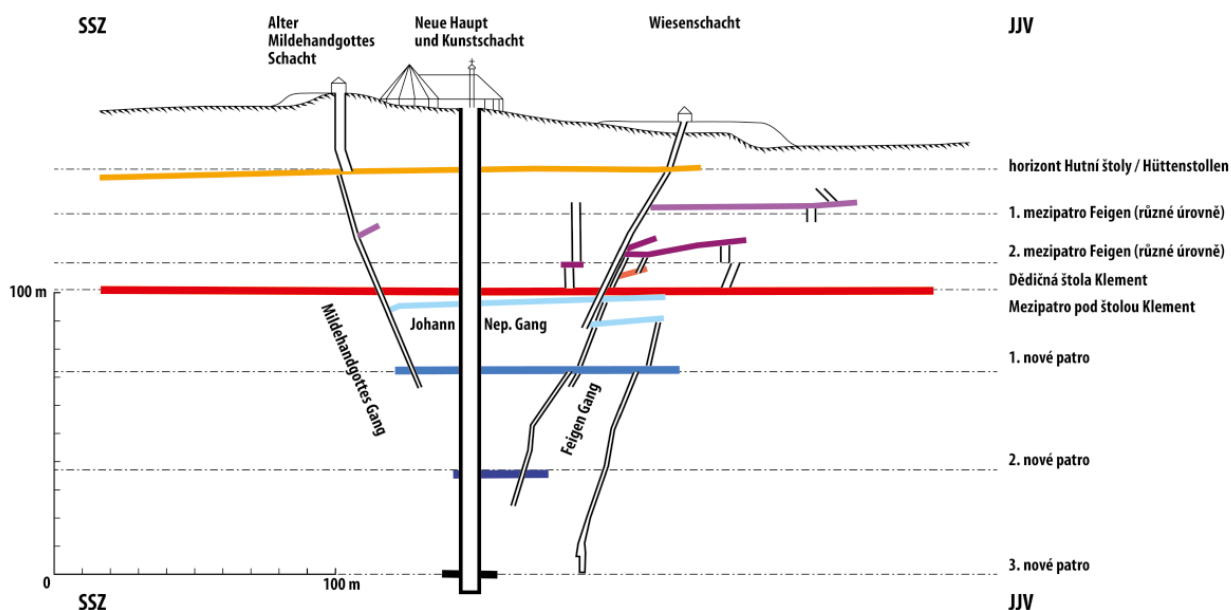 SSZ
Alter
Mildehandgottes
Schacht
Neue Haupt
und Kunstschacht
Wiesenschacht
JJV
horizont Hutní štoly / Hüttenstollen
1. mezipatro Feigen (různé úrovně)
2. mezipatro Feigen (různé úrovně)
Dědičná štola Klement
100 m
Mezipatro pod štolou Klement
Mildehandgottes Gang
Johann Nep. Gang
1. nové patro
Feigen Gang
2. nové patro
3. nové patro
0
100 m
SSZ
JJV